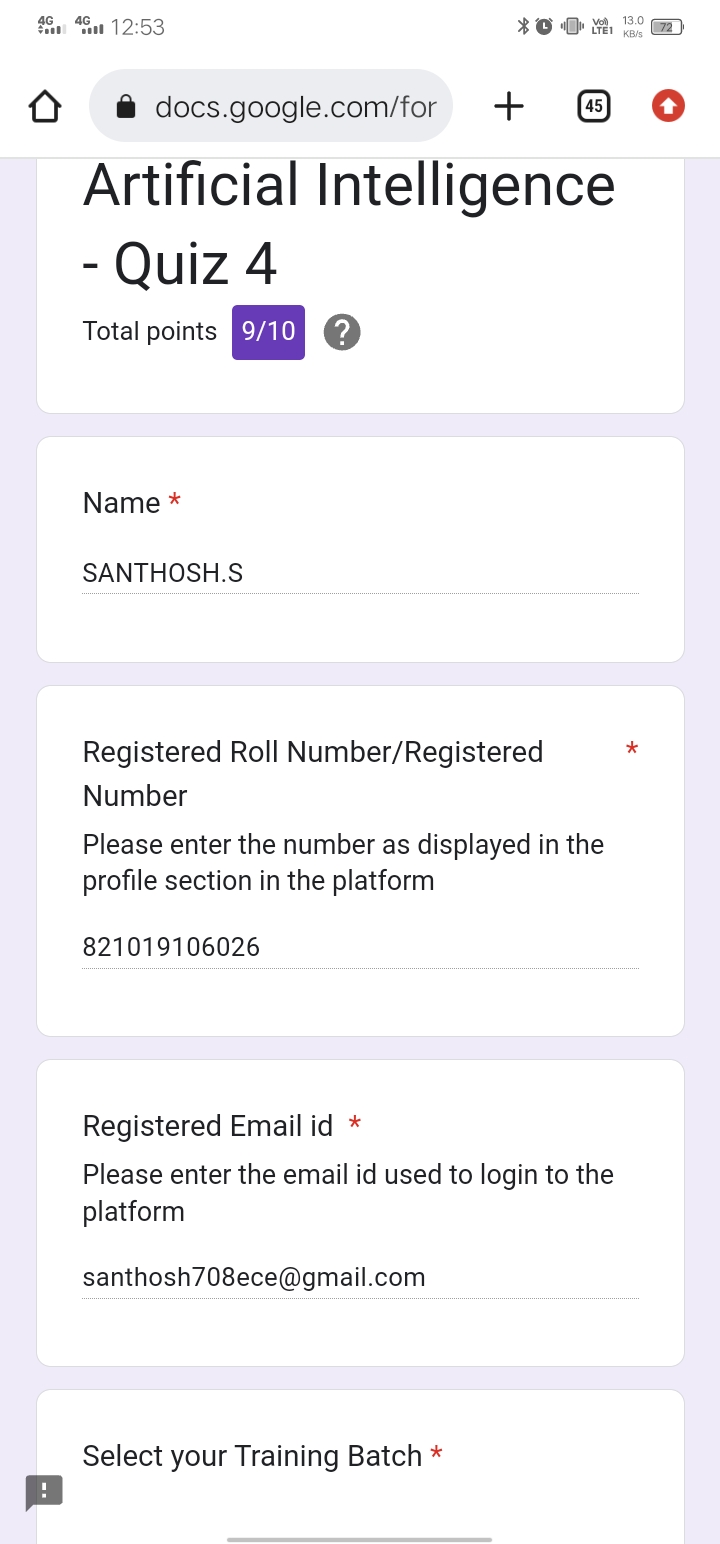 4G 4G 12:53 Vo) LTE1 13.0 KB/s 72
docs.google.com/for 45
Artificial Intelligence
- Quiz 4
Total points 9/10 ?
Name *
SANTHOSH.S
Registered Roll Number/Registered *
Number
Please enter the number as displayed in the
profile section in the platform
821019106026
Registered Email id *
Please enter the email id used to login to the
platform
santhosh708ece@gmail.com
Select your Training Batch *
!